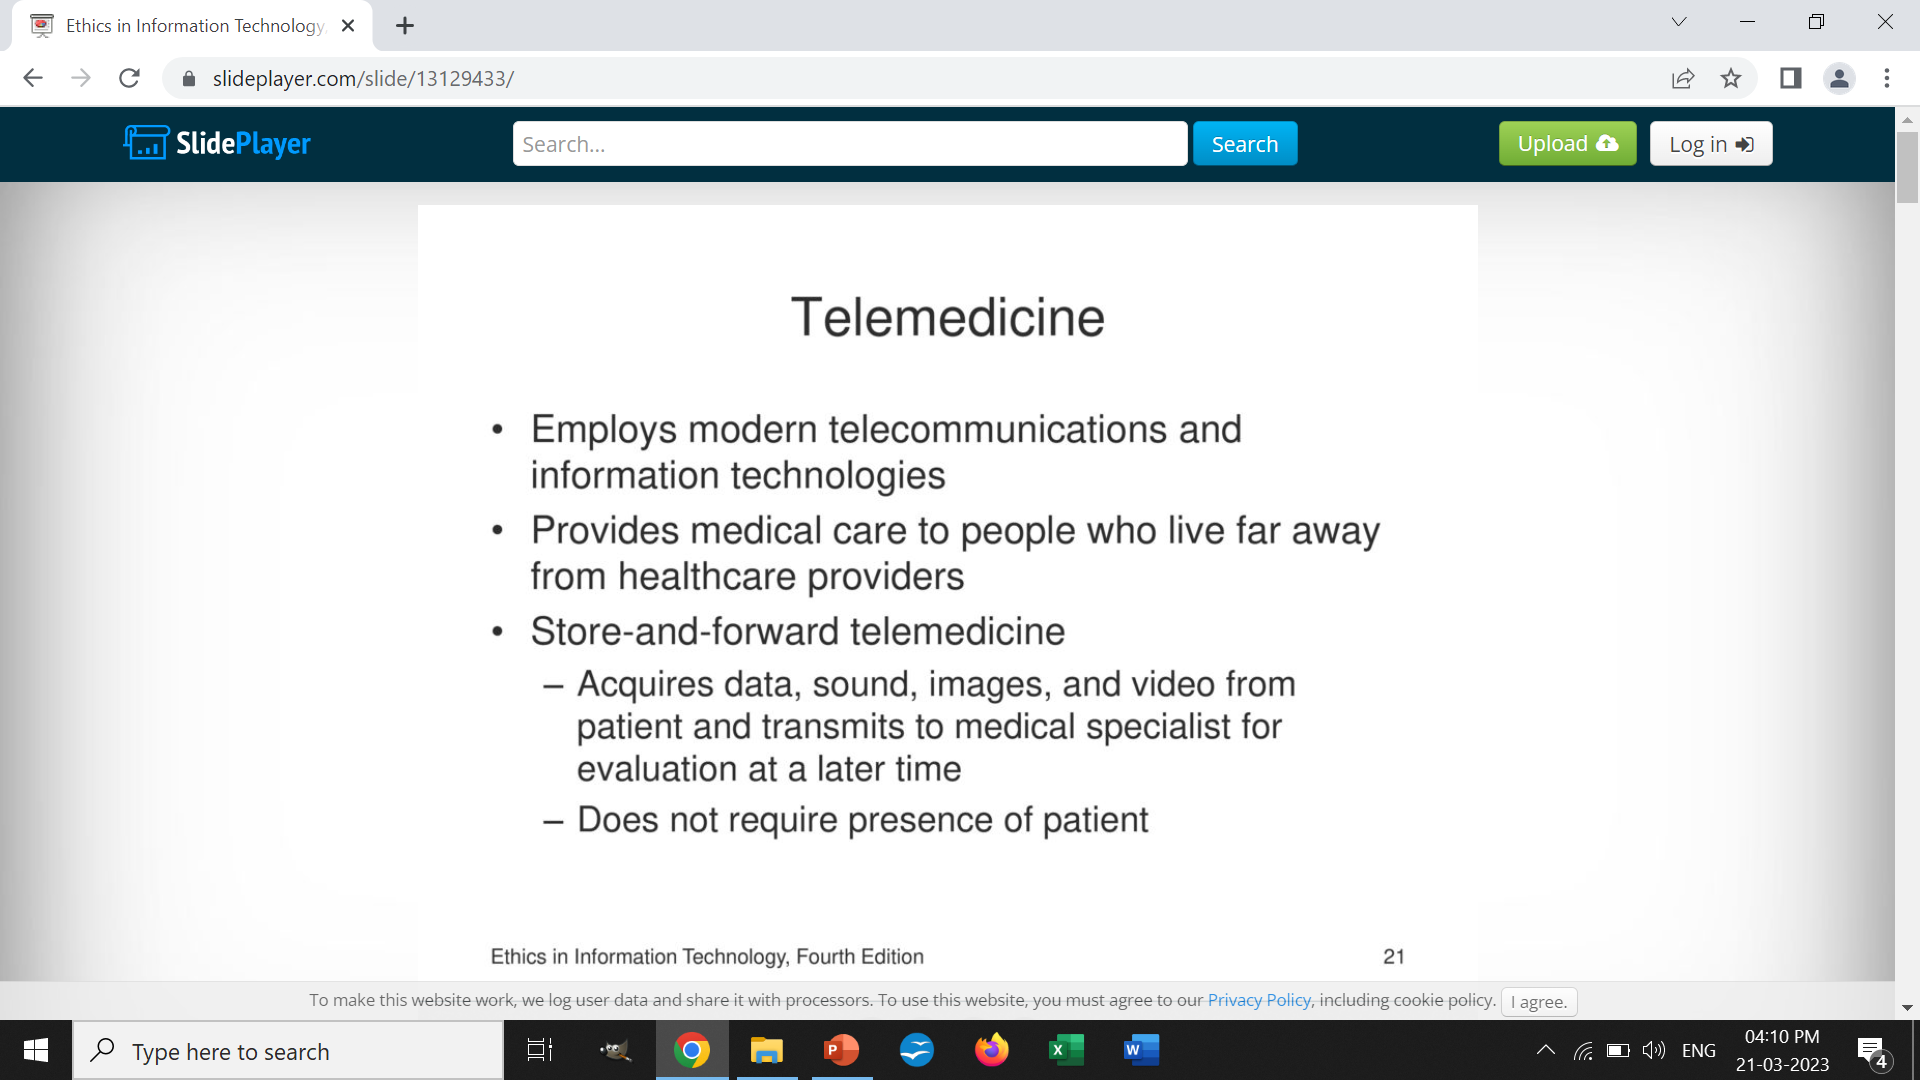 Ethics in Information Technology,
slideplayer.com/slide/13129433/
SlidePlayer
Search...
Search
Upload
Log in
Telemedicine
• Employs modern telecommunications and
information technologies
• Provides medical care to people who live far away
from healthcare providers
• Store-and-forward telemedicine
– Acquires data, sound, images, and video from
patient and transmits to medical specialist for
evaluation at a later time
– Does not require presence of patient
Ethics in Information Technology, Fourth Edition
21
To make this website work, we log user data and share it with processors. To use this website, you must agree to our Privacy Policy, including cookie policy.
I agree.
Type here to search
P
X
W
ENG
04:10 PM
21-03-2023
4